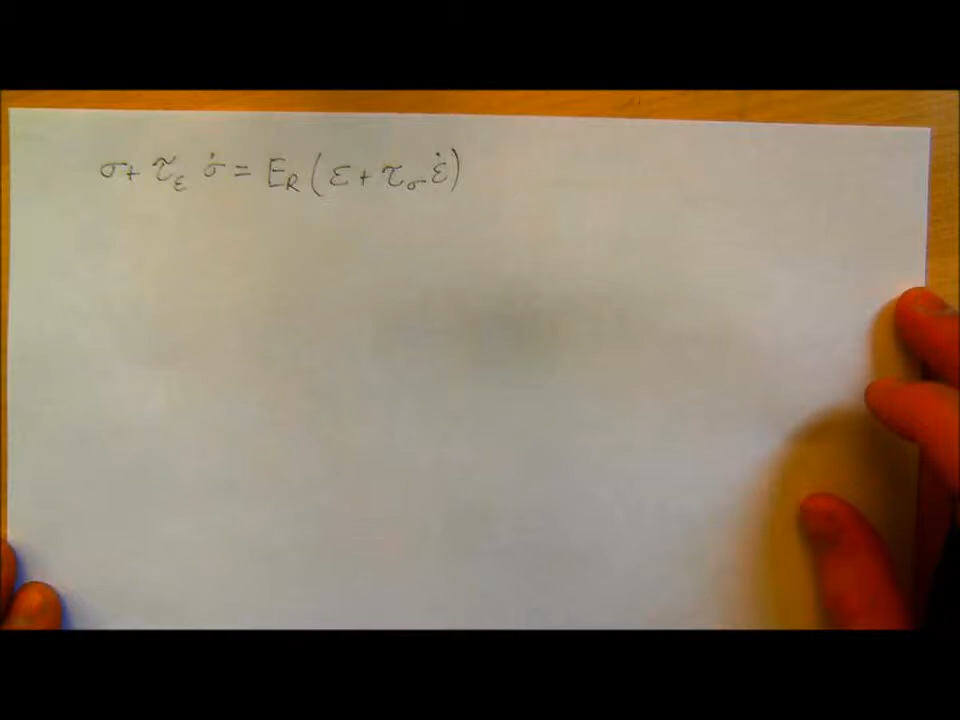 σ + τ_ε σ̇ = E_R (ε + τ_σ ε̇)